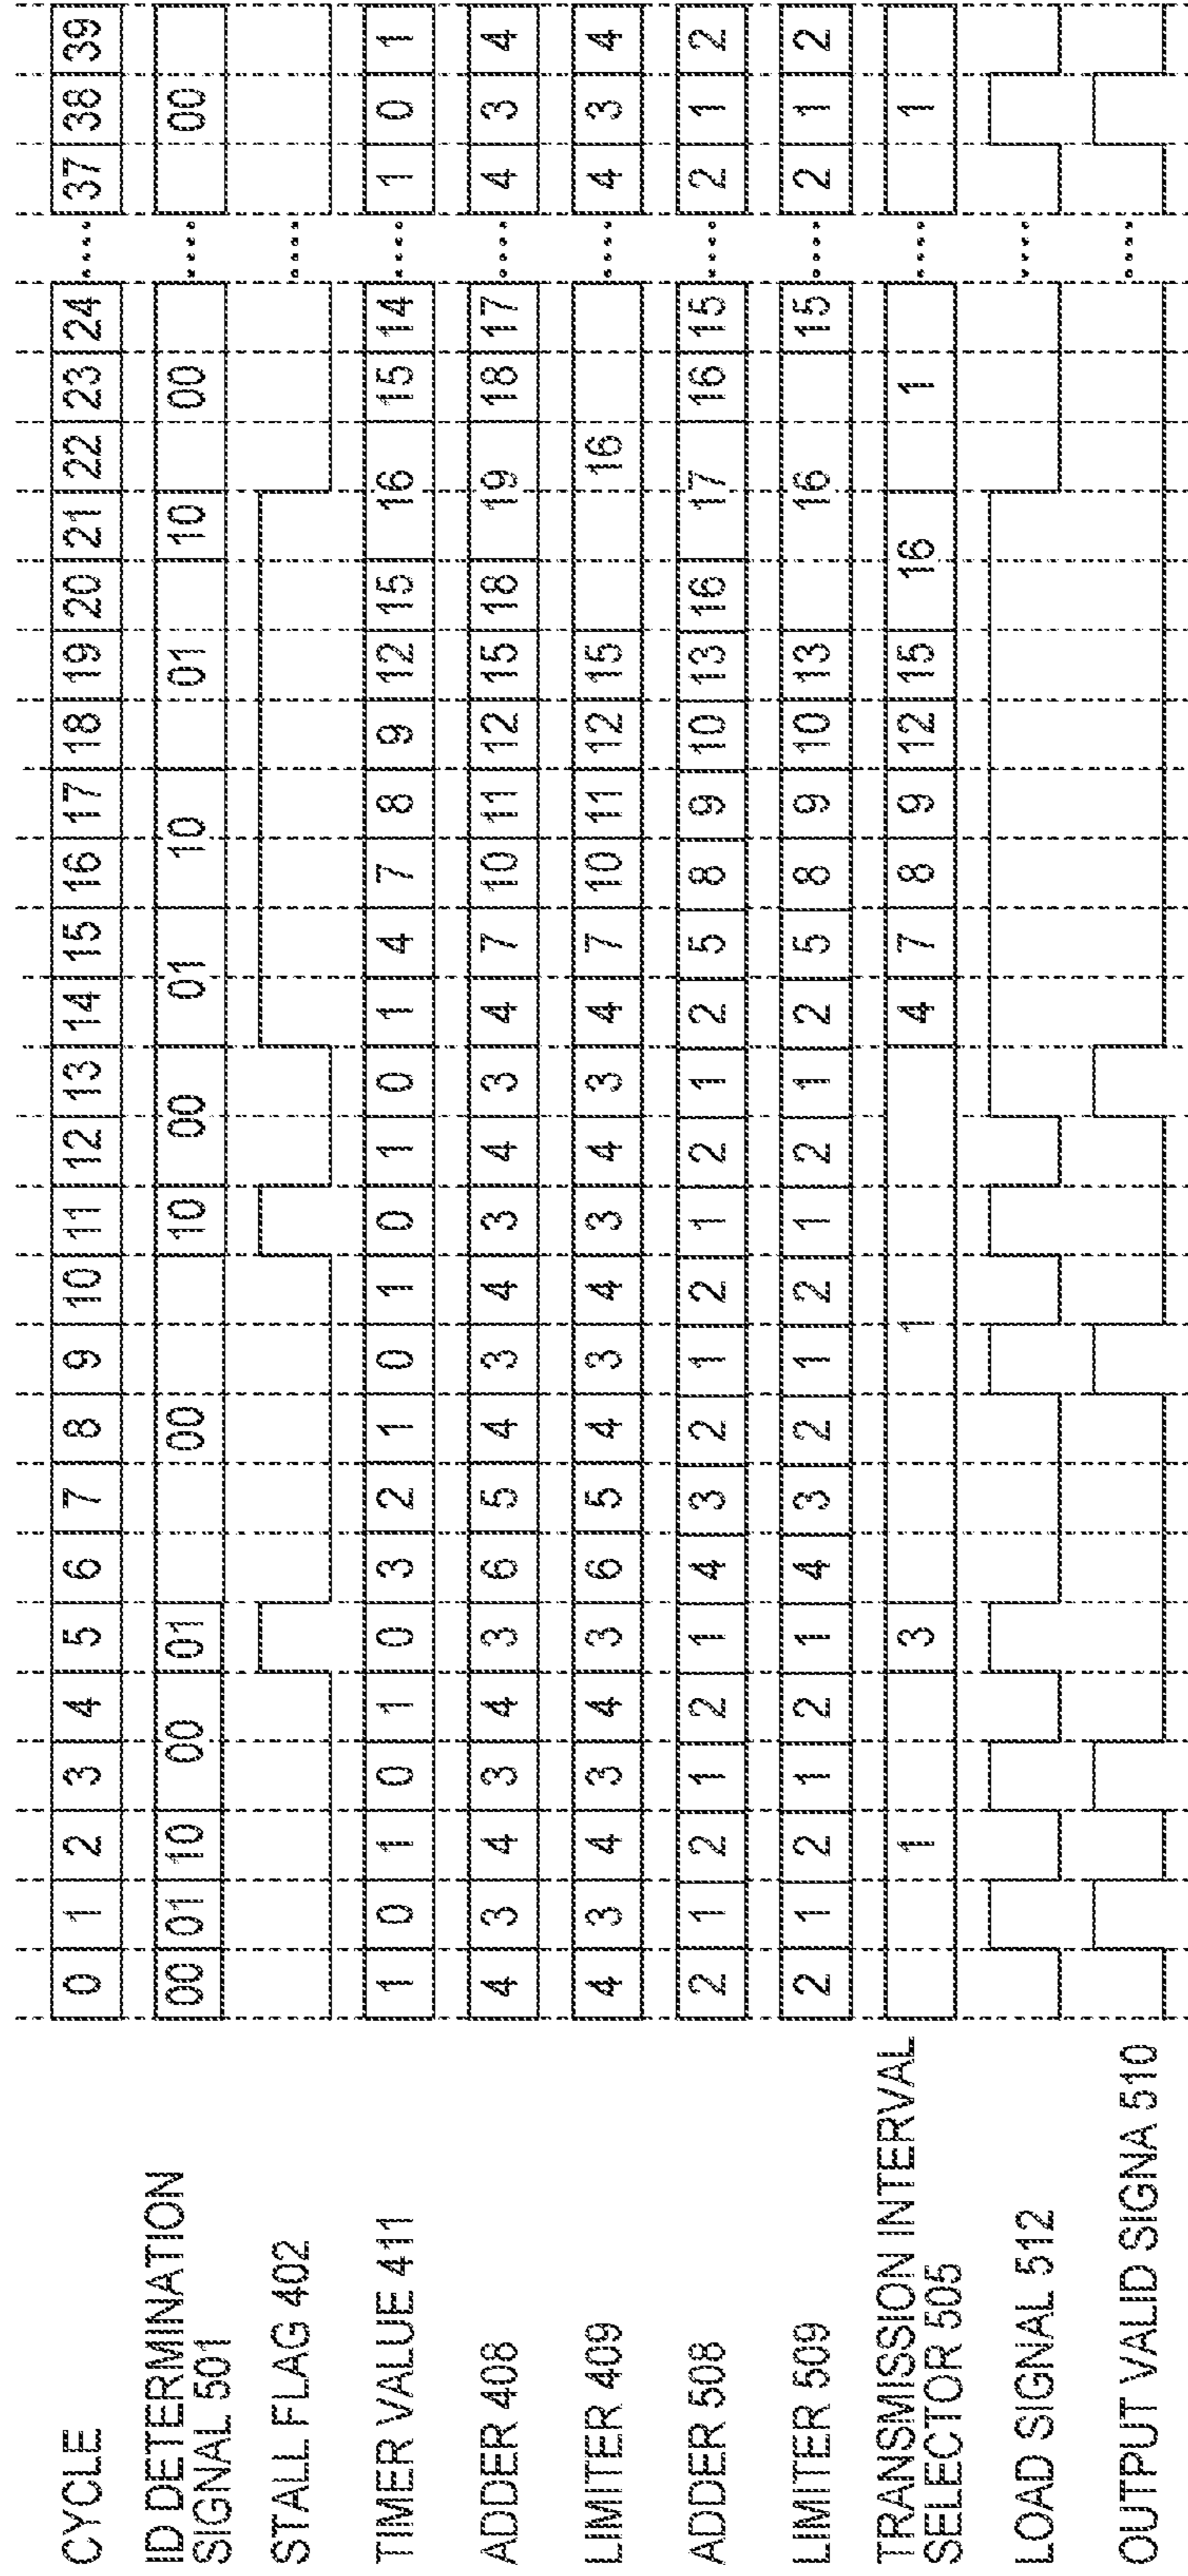 CYCLE 0 1 2 3 4 5 6 7 8 9 10 11 12 13 14 15 16 17 18 19 20 21 22 23 24 37 38 39
ID DETERMINATION
SIGNAL 501 00 01 10 00 01 00 10 00 01 10 01 10 00 00
STALL FLAG 402
TIMER VALUE 411 1 0 1 0 1 0 3 2 1 0 1 0 1 0 1 4 7 8 9 12 15 16 15 14 1 0 1
ADDER 408 4 3 4 3 4 3 6 5 4 3 4 3 4 3 4 7 10 11 12 15 18 19 18 17 4 3 4
LIMITER 409 4 3 4 3 4 3 6 5 4 3 4 3 4 3 4 7 10 11 12 15 16 4 3 4
ADDER 508 2 1 2 1 2 1 4 3 2 1 2 1 2 1 2 5 8 9 10 13 16 17 16 15 2 1 2
LIMITER 509 2 1 2 1 2 1 4 3 2 1 2 1 2 1 2 5 8 9 10 13 16 15 2 1 2
TRANSMISSION INTERVAL
SELECTOR 505 1 3 1 4 7 8 9 12 15 16 1 1
LOAD SIGNAL 512
OUTPUT VALID SIGNA 510